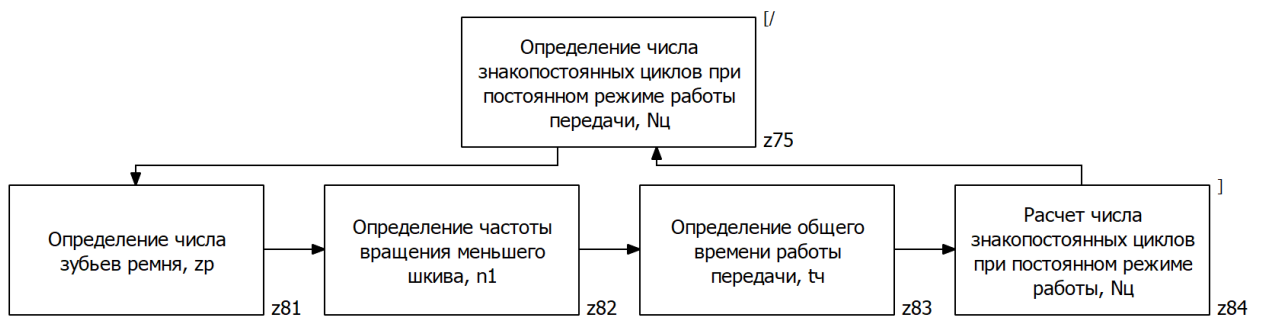 [/
Определение числа
знакопостоянных циклов при
постоянном режиме работы
передачи, Nц
z75
Определение числа
зубьев ремня, zp
z81
Определение частоты
вращения меньшего
шкива, n1
z82
Определение общего
времени работы
передачи, tч
z83
]
Расчет числа
знакопостоянных циклов
при постоянном режиме
работы, Nц
z84